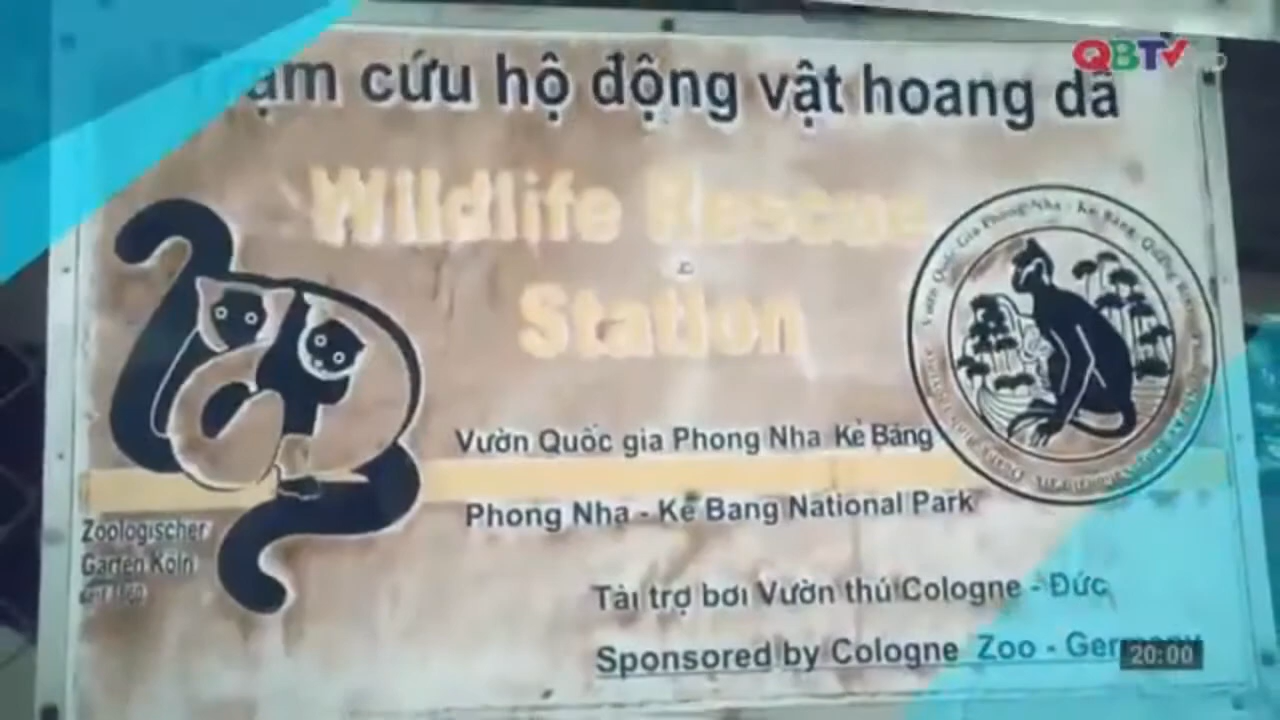 QBTV
Trạm cứu hộ động vật hoang dã
Wildlife Rescue
Station
Vườn Quốc gia Phong Nha Kẻ Bàng
Phong Nha - Kẻ Bang National Park
Zoologischer
Garten Köln
Tài trợ bởi Vườn thú Cologne - Đức
Sponsored by Cologne Zoo - Germany
20:00